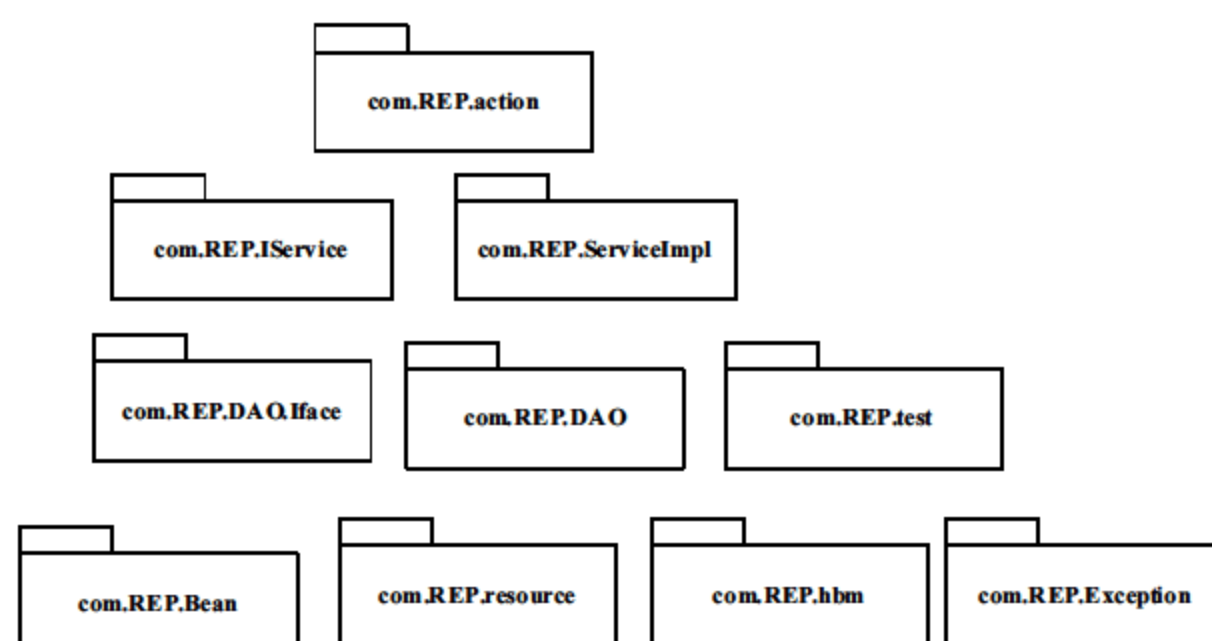 com.REP.action
com.REP.IService
com.REP.ServiceImpl
com.REP.DAO.Iface
com.REP.DAO
com.REP.test
com.REP.Bean
com.REP.resource
com.REP.hbm
com.REP.Exception